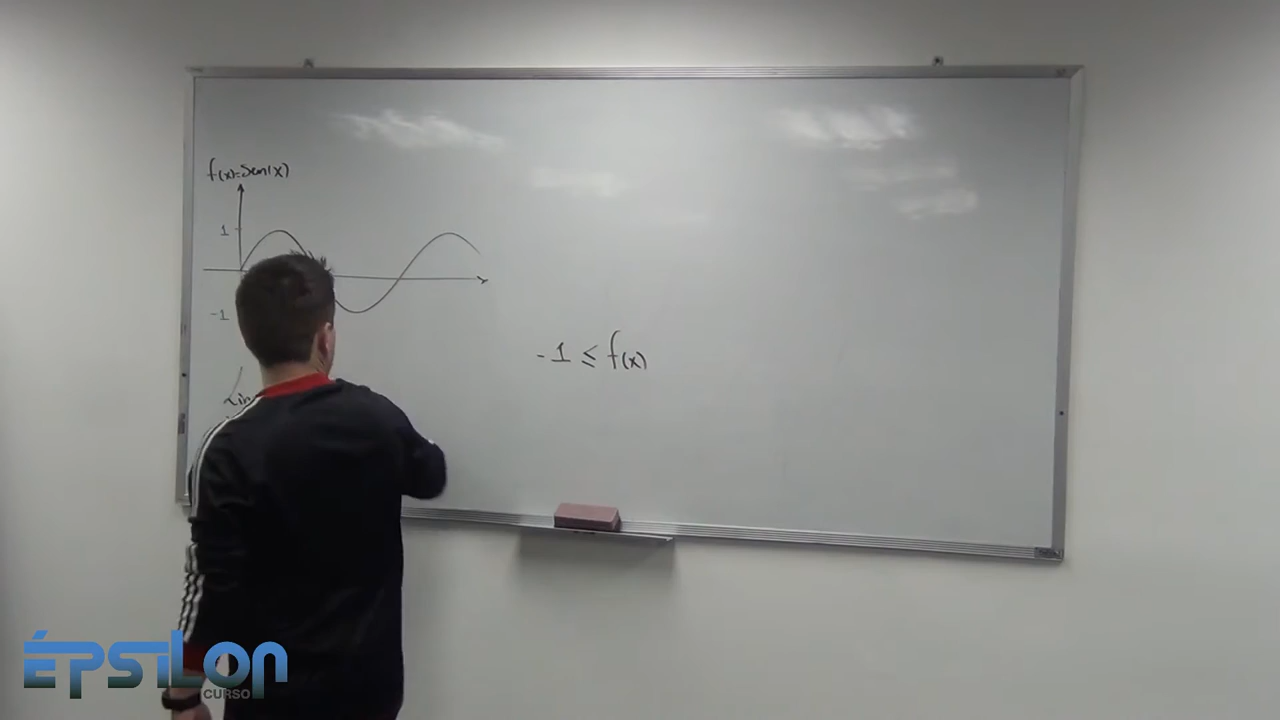 f(x)=Sen(x)
1
-1
-1 ≤ f(x)
ÉPSILON
CURSO